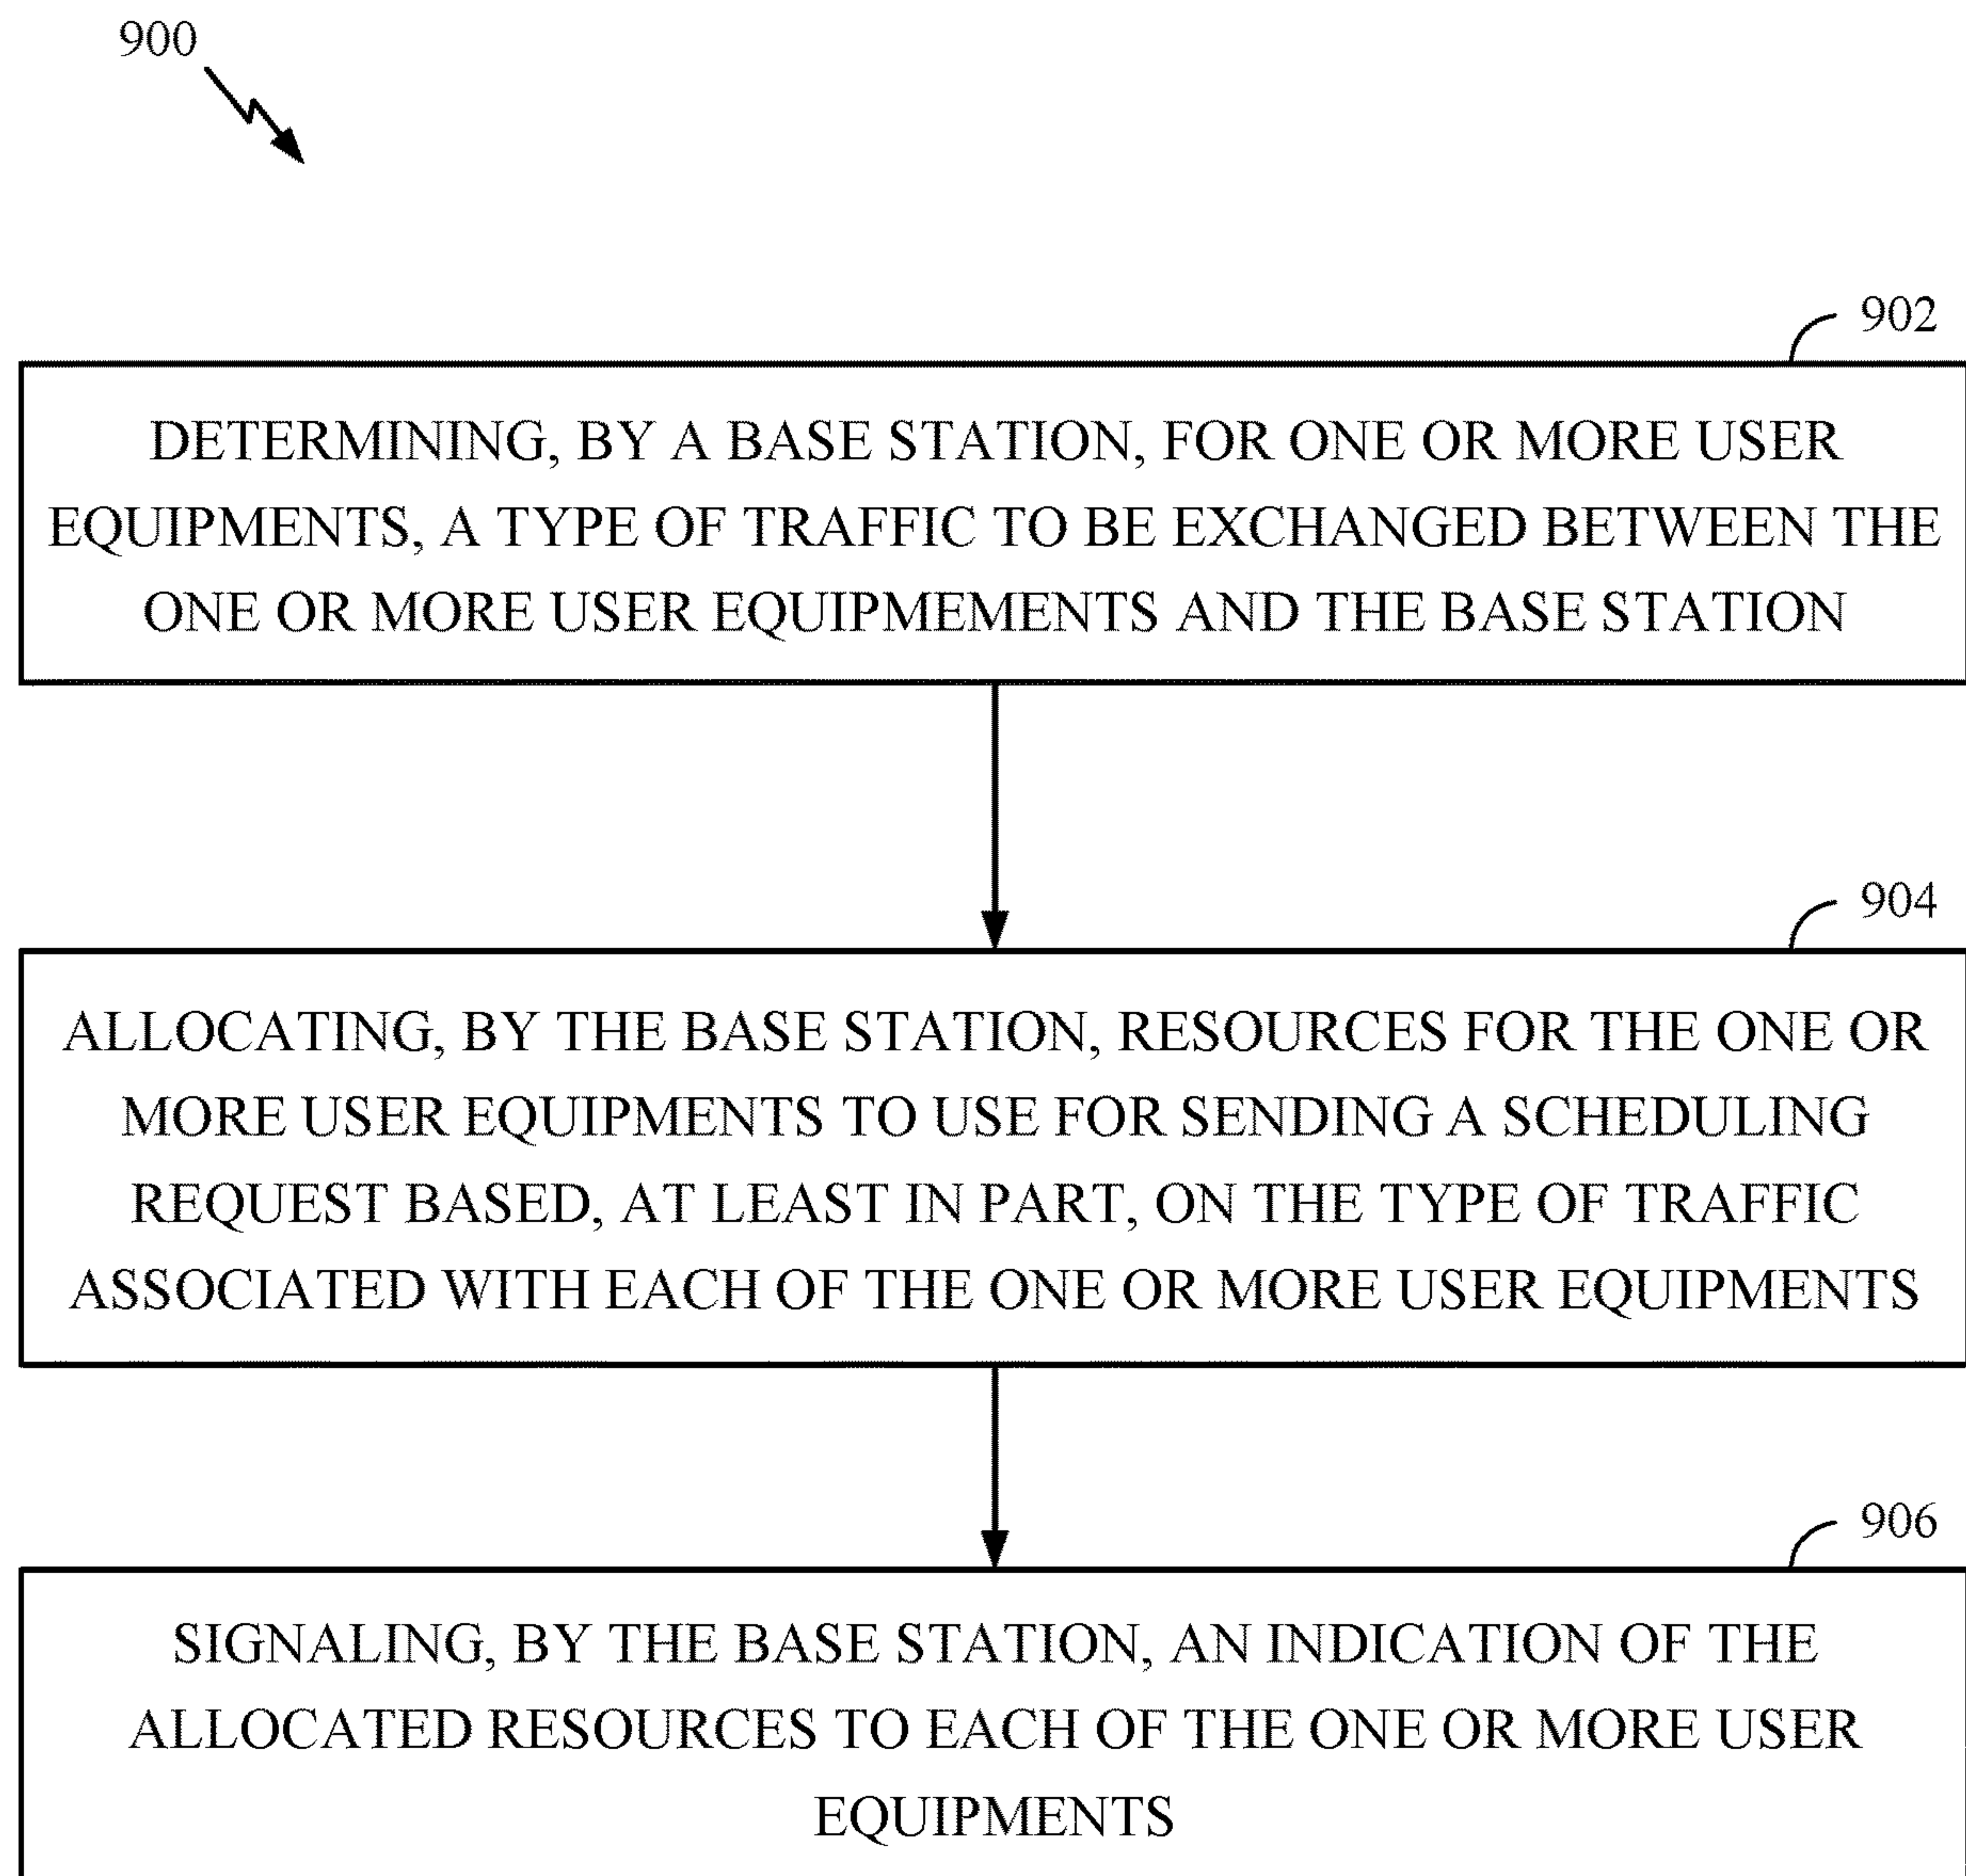 900
902
DETERMINING, BY A BASE STATION, FOR ONE OR MORE USER
EQUIPMENTS, A TYPE OF TRAFFIC TO BE EXCHANGED BETWEEN THE
ONE OR MORE USER EQUIPMEMENTS AND THE BASE STATION
904
ALLOCATING, BY THE BASE STATION, RESOURCES FOR THE ONE OR
MORE USER EQUIPMENTS TO USE FOR SENDING A SCHEDULING
REQUEST BASED, AT LEAST IN PART, ON THE TYPE OF TRAFFIC
ASSOCIATED WITH EACH OF THE ONE OR MORE USER EQUIPMENTS
906
SIGNALING, BY THE BASE STATION, AN INDICATION OF THE
ALLOCATED RESOURCES TO EACH OF THE ONE OR MORE USER
EQUIPMENTS